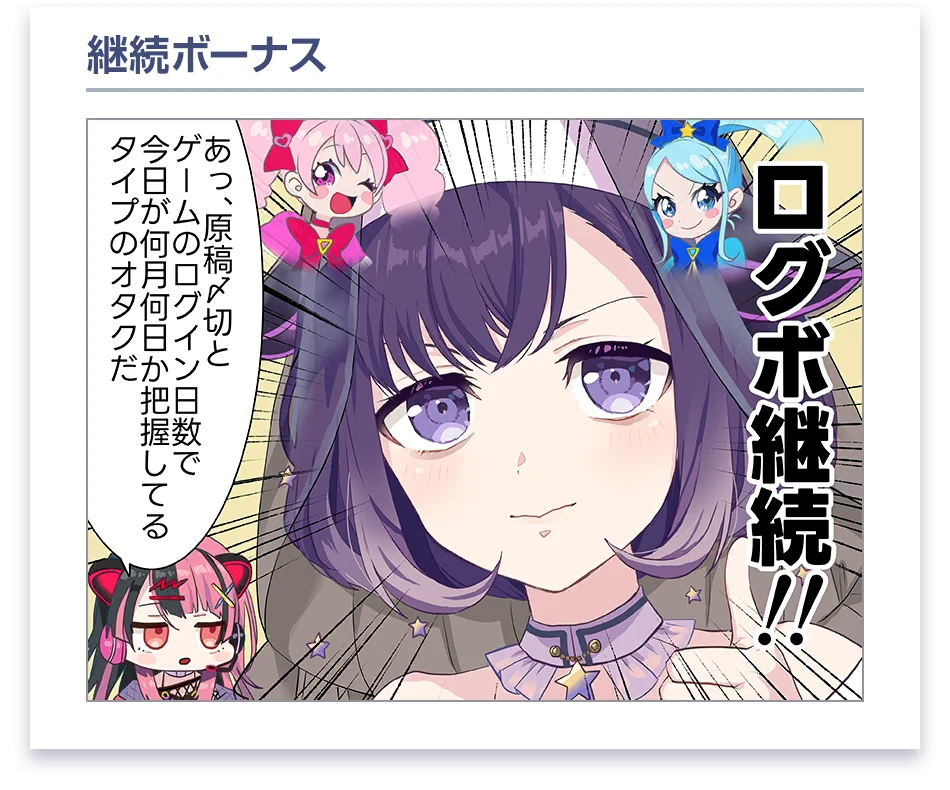 継続ボーナス
ログボ継続!!
あっ、原稿〆切と
ゲームのログイン日数で
今日が何月何日か把握してる
タイプのオタクだ